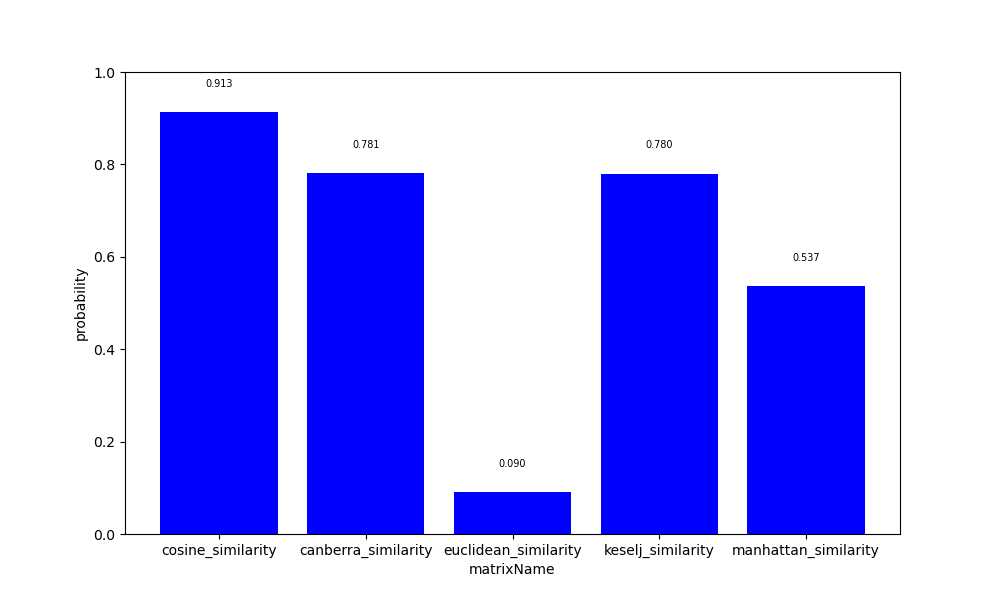 1.0
0.8
0.6
0.4
0.2
0.0
probability
0.913
0.781
0.090
0.780
0.537
cosine_similarity
canberra_similarity
euclidean_similarity
keselj_similarity
manhattan_similarity
matrixName